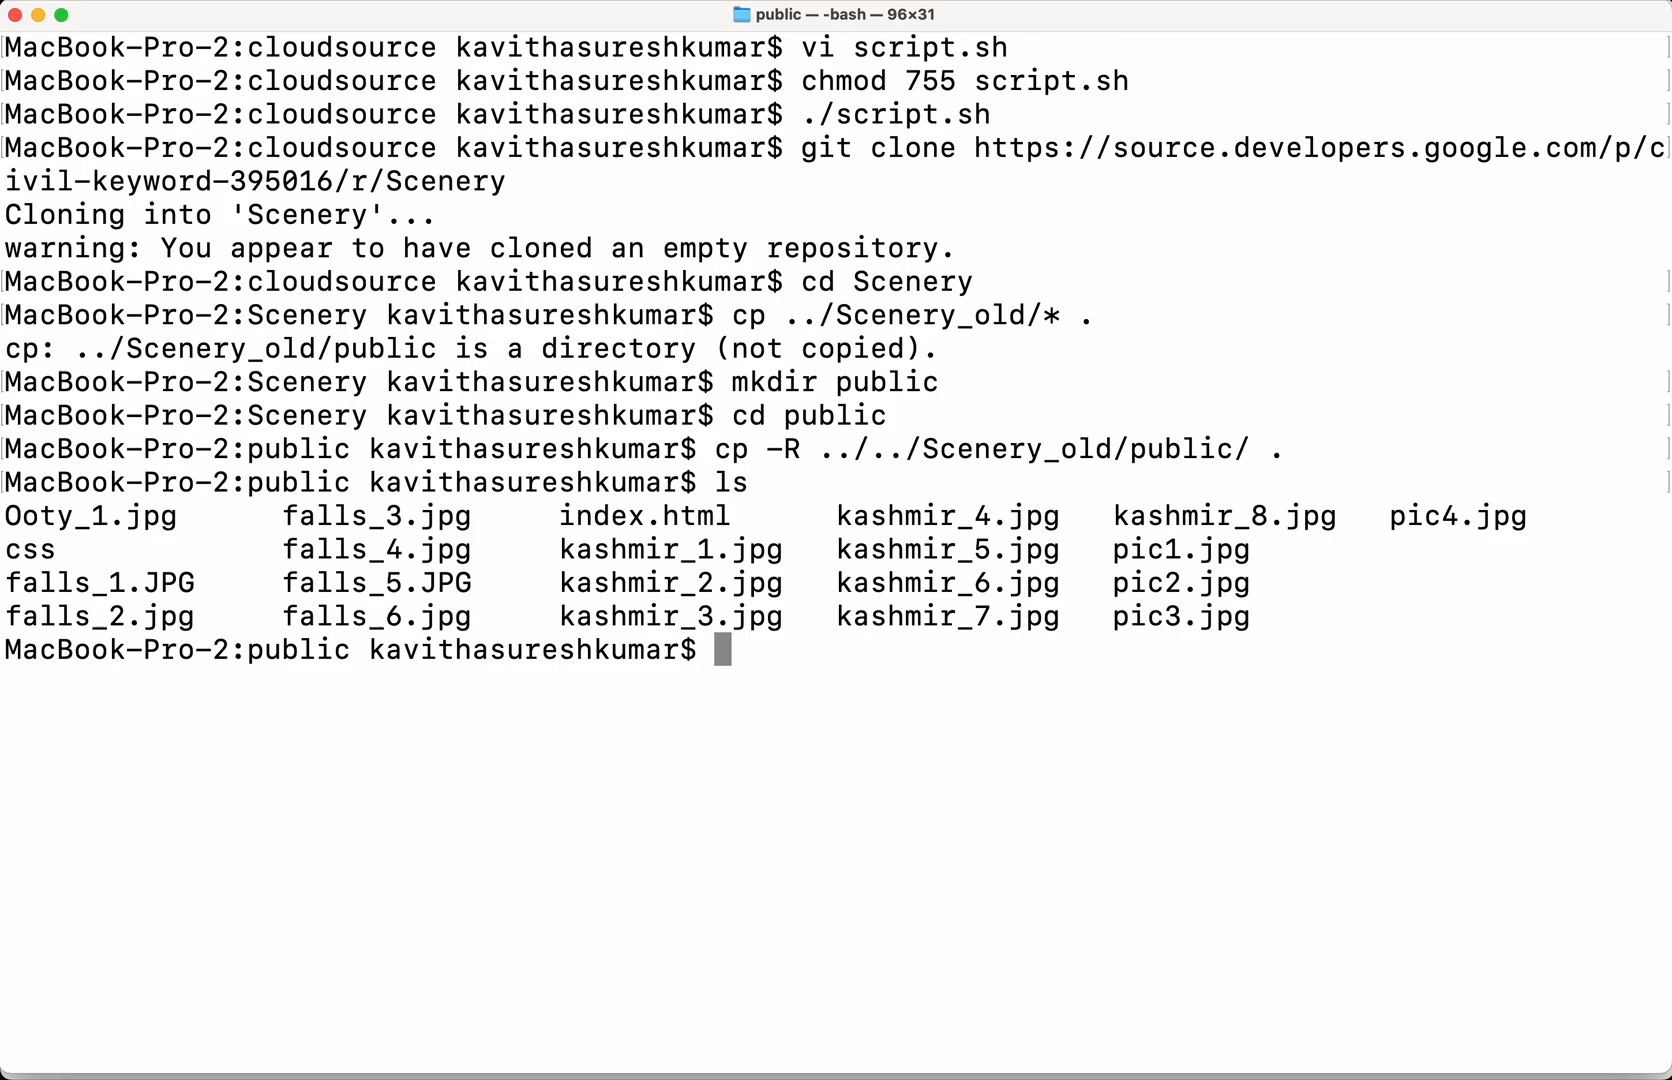 public — -bash — 96×31
MacBook-Pro-2:cloudsource kavithasureshkumar$ vi script.sh
MacBook-Pro-2:cloudsource kavithasureshkumar$ chmod 755 script.sh
MacBook-Pro-2:cloudsource kavithasureshkumar$ ./script.sh
MacBook-Pro-2:cloudsource kavithasureshkumar$ git clone https://source.developers.google.com/p/c
ivil-keyword-395016/r/Scenery
Cloning into 'Scenery'...
warning: You appear to have cloned an empty repository.
MacBook-Pro-2:cloudsource kavithasureshkumar$ cd Scenery
MacBook-Pro-2:Scenery kavithasureshkumar$ cp ../Scenery_old/* .
cp: ../Scenery_old/public is a directory (not copied).
MacBook-Pro-2:Scenery kavithasureshkumar$ mkdir public
MacBook-Pro-2:Scenery kavithasureshkumar$ cd public
MacBook-Pro-2:public kavithasureshkumar$ cp -R ../../Scenery_old/public/ .
MacBook-Pro-2:public kavithasureshkumar$ ls
Ooty_1.jpg falls_3.jpg index.html kashmir_4.jpg kashmir_8.jpg pic4.jpg
css falls_4.jpg kashmir_1.jpg kashmir_5.jpg pic1.jpg
falls_1.JPG falls_5.JPG kashmir_2.jpg kashmir_6.jpg pic2.jpg
falls_2.jpg falls_6.jpg kashmir_3.jpg kashmir_7.jpg pic3.jpg
MacBook-Pro-2:public kavithasureshkumar$